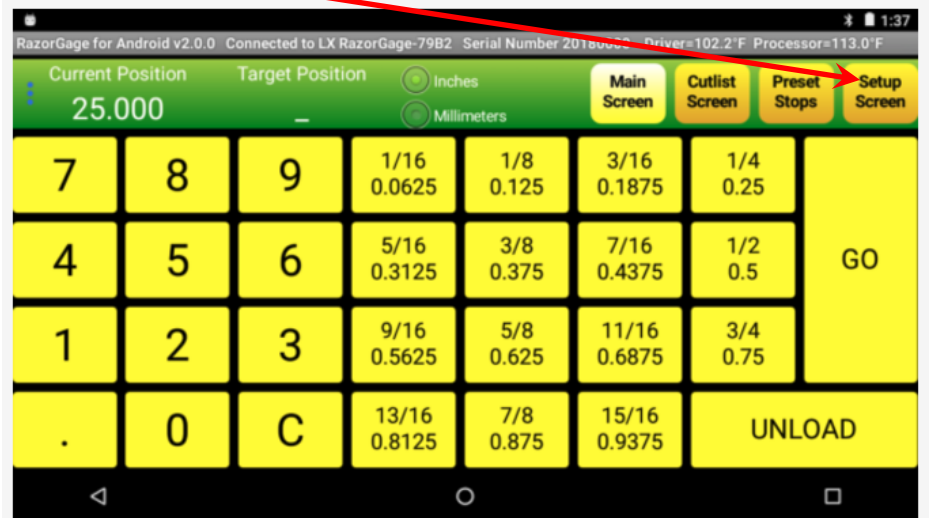 1:37
RazorGage for Android v2.0.0 Connected to LX RazorGage-79B2 Serial Number Driver=102.2°F Processor=113.0°F
Current Position Target Position Inches Main Cutlist Preset Setup
25.000 _ Millimeters Screen Screen Stops Screen
7 8 9 1/16 1/8 3/16 1/4
0.0625 0.125 0.1875 0.25
4 5 6 5/16 3/8 7/16 1/2 GO
0.3125 0.375 0.4375 0.5
1 2 3 9/16 5/8 11/16 3/4
0.5625 0.625 0.6875 0.75
. 0 C 13/16 7/8 15/16 UNLOAD
0.8125 0.875 0.9375